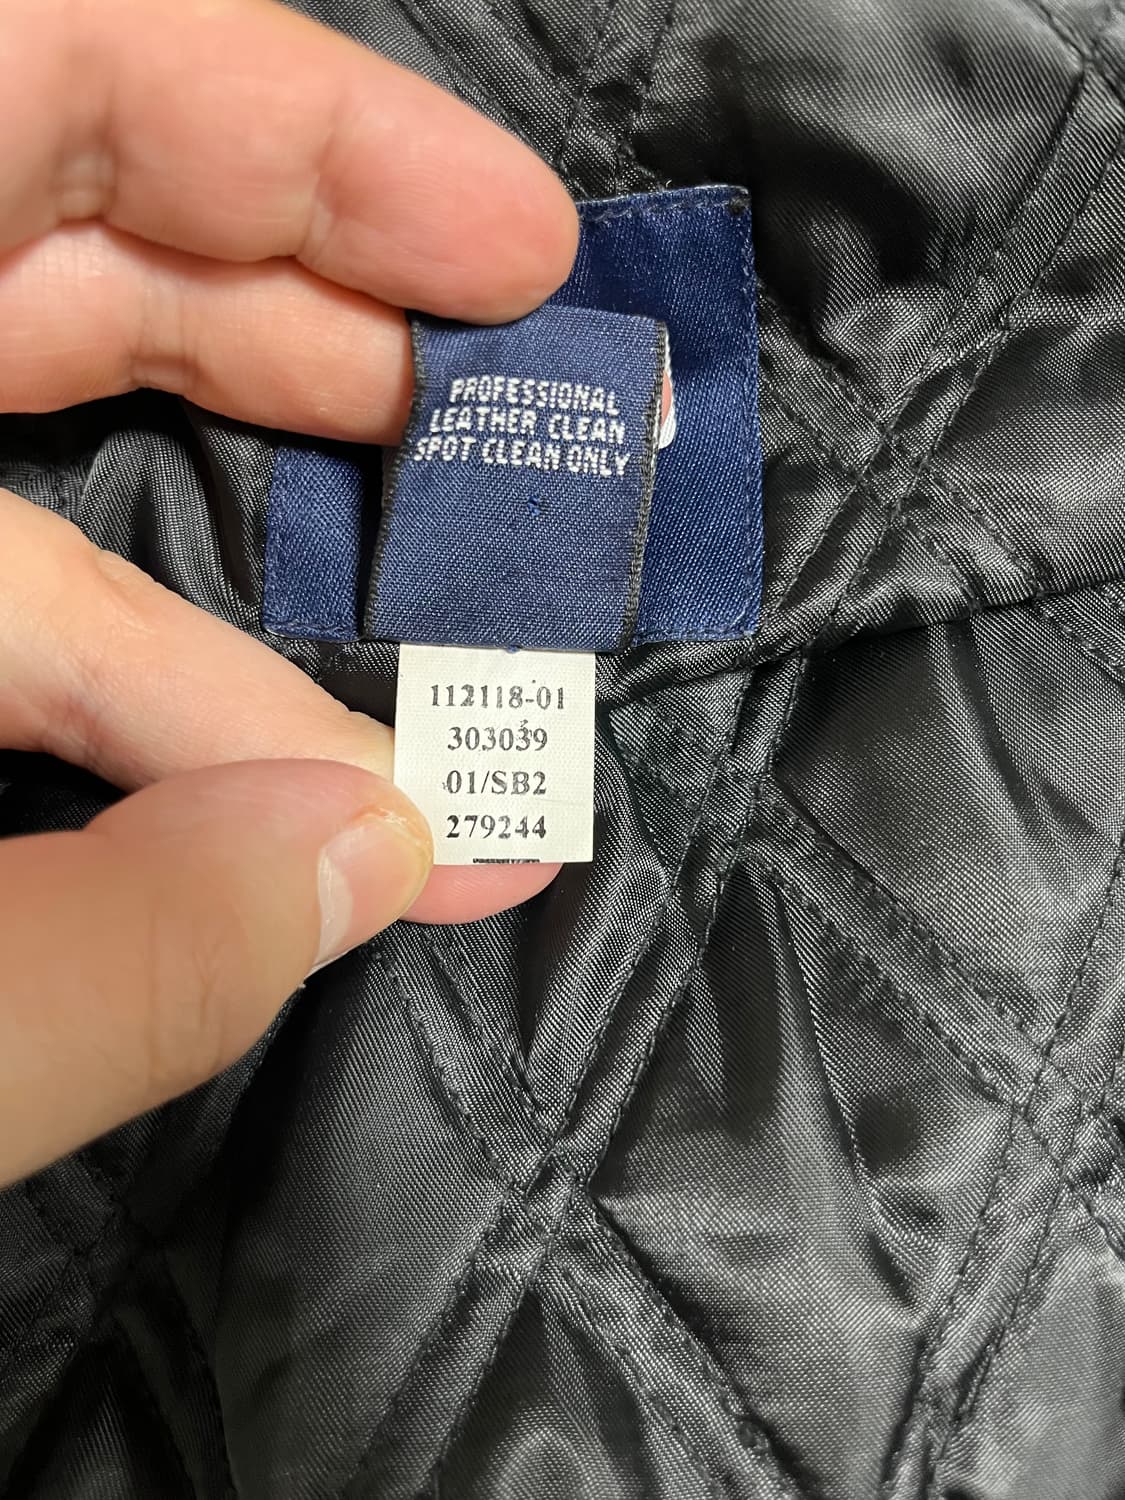 PROFESSIONAL
LEATHER CLEAN
SPOT CLEAN ONLY
112118-01
303039
01/SB2
279244